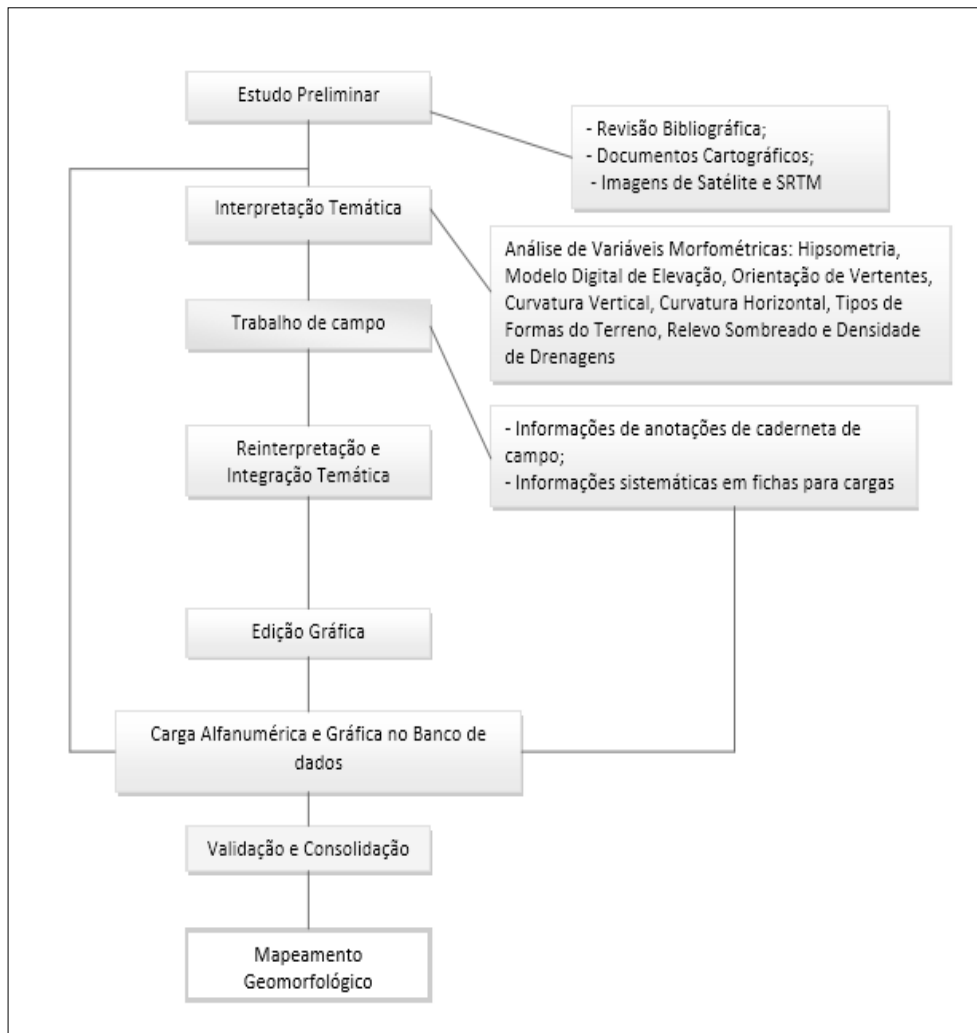 Estudo Preliminar
- Revisão Bibliográfica;
- Documentos Cartográficos;
- Imagens de Satélite e SRTM
Interpretação Temática
Análise de Variáveis Morfométricas: Hipsometria,
Modelo Digital de Elevação, Orientação de Vertentes,
Curvatura Vertical, Curvatura Horizontal, Tipos de
Formas do Terreno, Relevo Sombreado e Densidade
de Drenagens
Trabalho de campo
- Informações de anotações de caderneta de
campo;
- Informações sistemáticas em fichas para cargas
Reinterpretação e
Integração Temática
Edição Gráfica
Carga Alfanumérica e Gráfica no Banco de
dados
Validação e Consolidação
Mapeamento
Geomorfológico